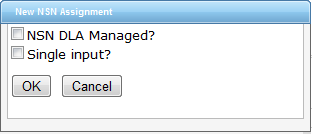 New NSN Assignment
NSN DLA Managed?
Single input?
OK Cancel